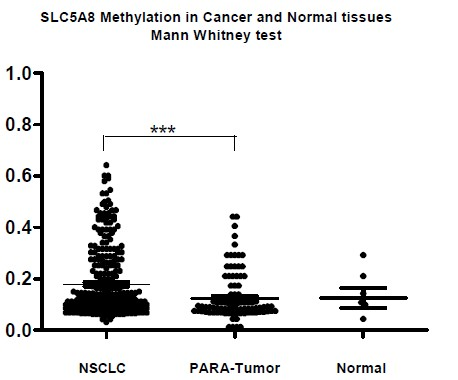 SLC5A8 Methylation in Cancer and Normal tissues
Mann Whitney test
1.0
0.8
0.6
0.4
0.2
0.0
***
NSCLC PARA-Tumor Normal